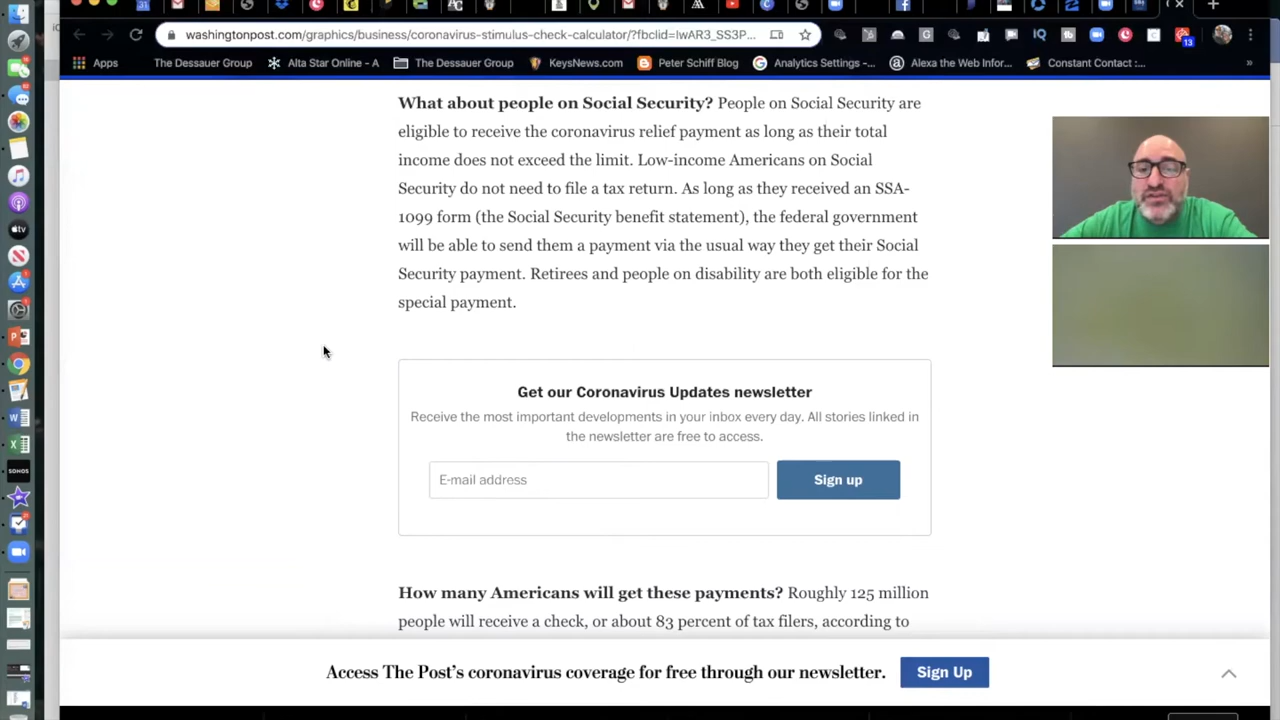 washingtonpost.com/graphics/business/coronavirus-stimulus-check-calculator/?fbclid=IwAR3_SS3P...
13
Apps The Dessauer Group Alta Star Online - A The Dessauer Group KeysNews.com Peter Schiff Blog Analytics Settings -... Alexa the Web Infor... Constant Contact :... »
What about people on Social Security? People on Social Security are
eligible to receive the coronavirus relief payment as long as their total
income does not exceed the limit. Low-income Americans on Social
Security do not need to file a tax return. As long as they received an SSA-
1099 form (the Social Security benefit statement), the federal government
will be able to send them a payment via the usual way they get their Social
Security payment. Retirees and people on disability are both eligible for the
special payment.
Get our Coronavirus Updates newsletter
Receive the most important developments in your inbox every day. All stories linked in
the newsletter are free to access.
E-mail address Sign up
How many Americans will get these payments? Roughly 125 million
people will receive a check, or about 83 percent of tax filers, according to
Access The Post's coronavirus coverage for free through our newsletter. Sign Up
tv
SONOS